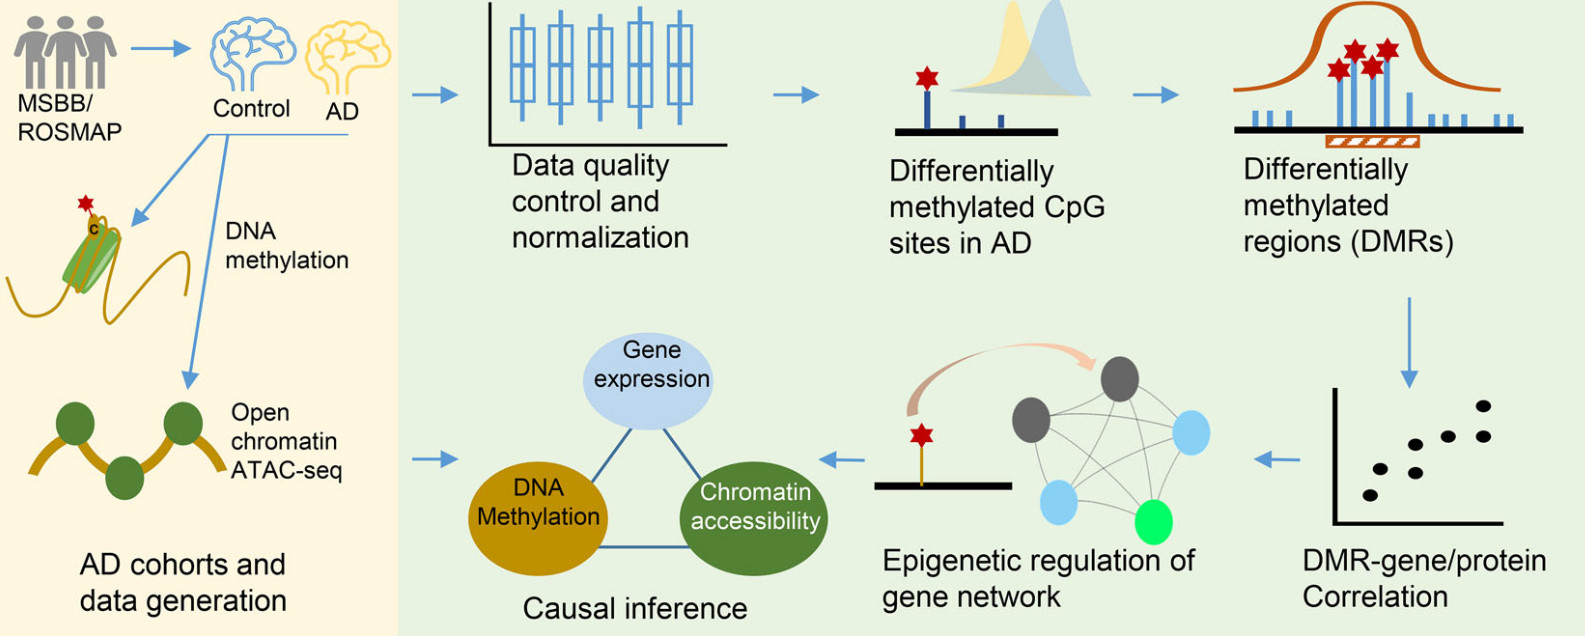 MSBB/
ROSMAP
Control
AD
DNA
methylation
C
Open
chromatin
ATAC-seq
AD cohorts and
data generation
Data quality
control and
normalization
Differentially
methylated CpG
sites in AD
Differentially
methylated
regions (DMRs)
DMR-gene/protein
Correlation
Epigenetic regulation of
gene network
Gene
expression
DNA
Methylation
Chromatin
accessibility
Causal inference